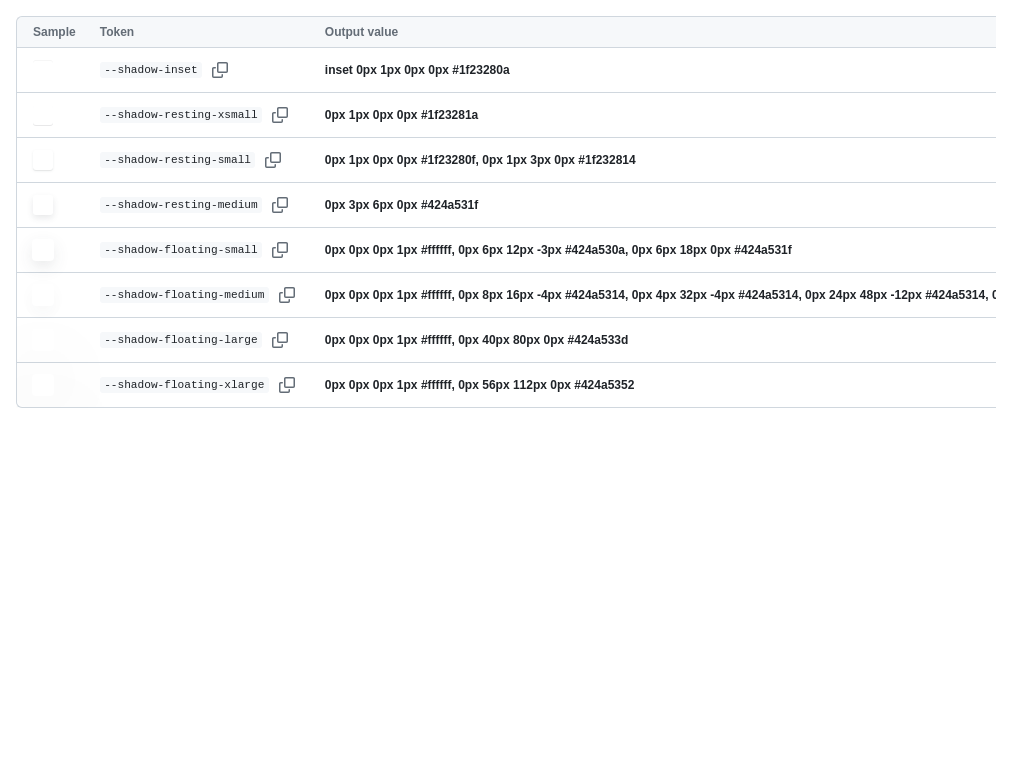 Sample Token Output value
--shadow-inset inset 0px 1px 0px 0px #1f23280a
--shadow-resting-xsmall 0px 1px 0px 0px #1f23281a
--shadow-resting-small 0px 1px 0px 0px #1f23280f, 0px 1px 3px 0px #1f232814
--shadow-resting-medium 0px 3px 6px 0px #424a531f
--shadow-floating-small 0px 0px 0px 1px #ffffff, 0px 6px 12px -3px #424a530a, 0px 6px 18px 0px #424a531f
--shadow-floating-medium 0px 0px 0px 1px #ffffff, 0px 8px 16px -4px #424a5314, 0px 4px 32px -4px #424a5314, 0px 24px 48px -12px #424a5314,
--shadow-floating-large 0px 0px 0px 1px #ffffff, 0px 40px 80px 0px #424a533d
--shadow-floating-xlarge 0px 0px 0px 1px #ffffff, 0px 56px 112px 0px #424a5352